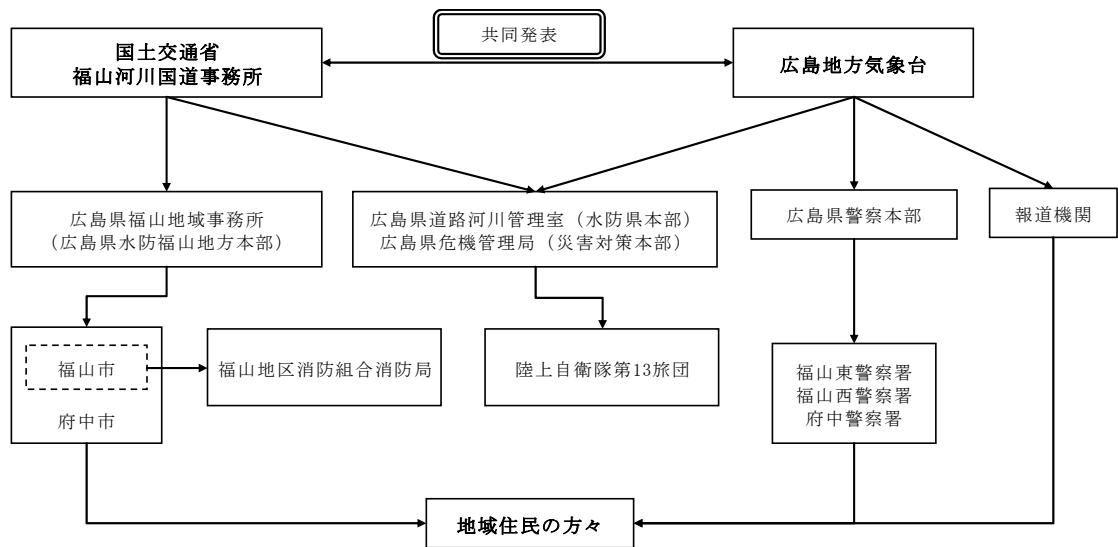 共同発表
国土交通省
福山河川国道事務所
広島地方気象台
広島県福山地域事務所
（広島県水防福山地方本部）
広島県道路河川管理室（水防県本部）
広島県危機管理局（災害対策本部）
広島県警察本部
報道機関
福山市
府中市
福山地区消防組合消防局
陸上自衛隊第13旅団
福山東警察署
福山西警察署
府中警察署
地域住民の方々